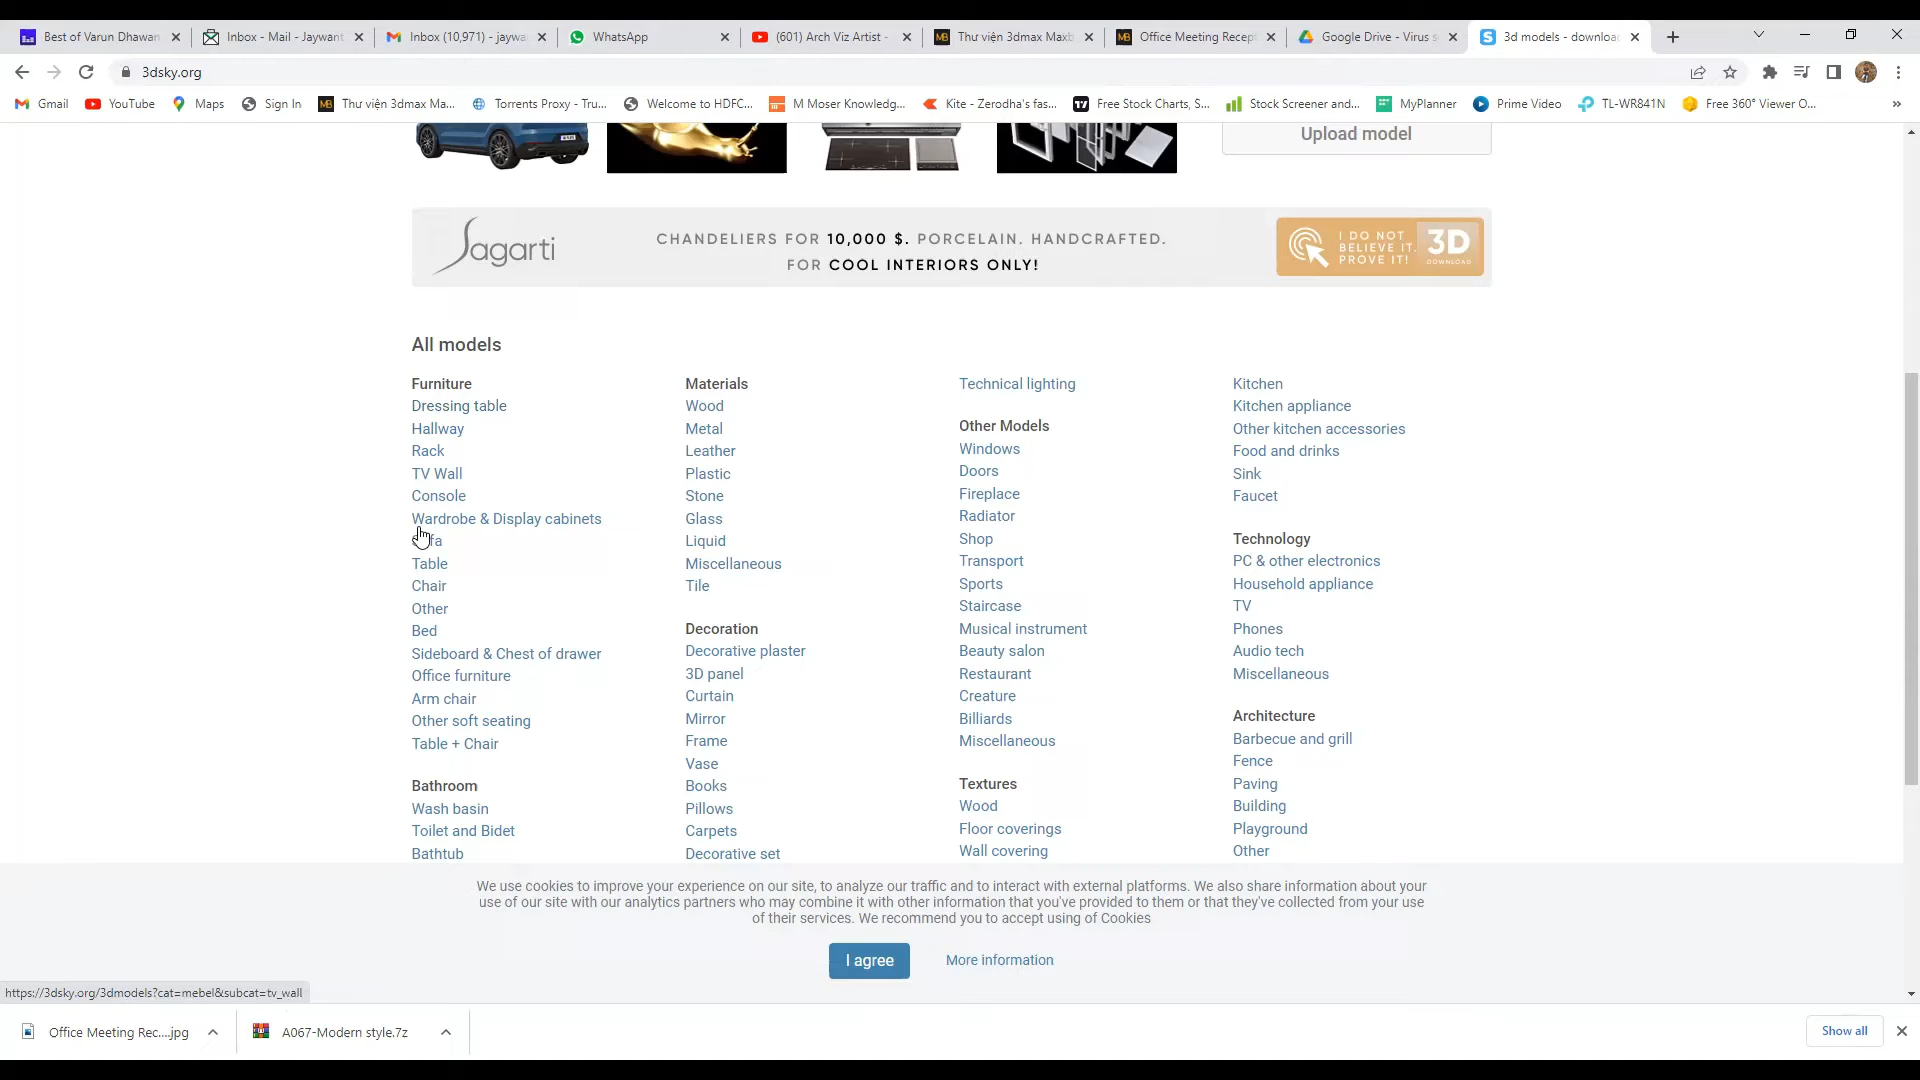 Best of Varun Dhawan
Inbox - Mail - Jaywant
Inbox (10,971) - jaywa
WhatsApp
(601) Arch Viz Artist -
Thư viện 3dmax Maxb
Office Meeting Recept
Google Drive - Virus s
3d models - downloa
3dsky.org
Gmail
YouTube
Maps
Sign In
Thư viện 3dmax Ma...
Torrents Proxy - Tru...
Welcome to HDFC...
M Moser Knowledg...
Kite - Zerodha's fas...
Free Stock Charts, S...
Stock Screener and...
MyPlanner
Prime Video
TL-WR841N
Free 360° Viewer O...
Upload model
Sagarti
CHANDELIERS FOR 10,000 $. PORCELAIN. HANDCRAFTED.
FOR COOL INTERIORS ONLY!
I DO NOT
BELIEVE IT.
PROVE IT!
3D
DOWNLOAD
All models
Furniture
Dressing table
Hallway
Rack
TV Wall
Console
Wardrobe & Display cabinets
Table
Chair
Other
Bed
Sideboard & Chest of drawer
Office furniture
Arm chair
Other soft seating
Table + Chair
Bathroom
Wash basin
Toilet and Bidet
Bathtub
Materials
Wood
Metal
Leather
Plastic
Stone
Glass
Liquid
Miscellaneous
Tile
Decoration
Decorative plaster
3D panel
Curtain
Mirror
Frame
Vase
Books
Pillows
Carpets
Decorative set
Technical lighting
Other Models
Windows
Doors
Fireplace
Radiator
Shop
Transport
Sports
Staircase
Musical instrument
Beauty salon
Restaurant
Creature
Billiards
Miscellaneous
Textures
Wood
Floor coverings
Wall covering
Kitchen
Kitchen appliance
Other kitchen accessories
Food and drinks
Sink
Faucet
Technology
PC & other electronics
Household appliance
TV
Phones
Audio tech
Miscellaneous
Architecture
Barbecue and grill
Fence
Paving
Building
Playground
Other
We use cookies to improve your experience on our site, to analyze our traffic and to interact with external platforms. We also share information about your
use of our site with our analytics partners who may combine it with other information that you've provided to them or that they've collected from your use
of their services. We recommend you to accept using of Cookies
I agree
More information
https://3dsky.org/3dmodels?cat=mebel&subcat=tv_wall
Office Meeting Rec....jpg
A067-Modern style.7z
Show all